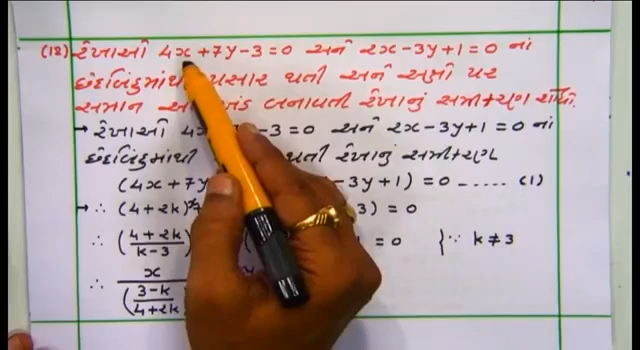 (12) રેખાઓ 4x + 7y - 3 = 0 અને 2x - 3y + 1 = 0 નાં
પસાર થતી અને અક્ષો પર
સમાન બનાવતી રેખાનું સમીકરણ શોધો.
→ રેખાઓ 4x - 3 = 0 અને 2x - 3y + 1 = 0 નાં
છેદબિંદુમાંથી થતી રેખાનું સમીકરણ
(4x + 7y - 3y + 1) = 0 ----- (1)
→ ∴ (4 + 2k) 3) = 0
∴ (4 + 2k / k - 3) = 0 } ∵ k ≠ 3
∴ x / (3 - k / 4 + 2k)